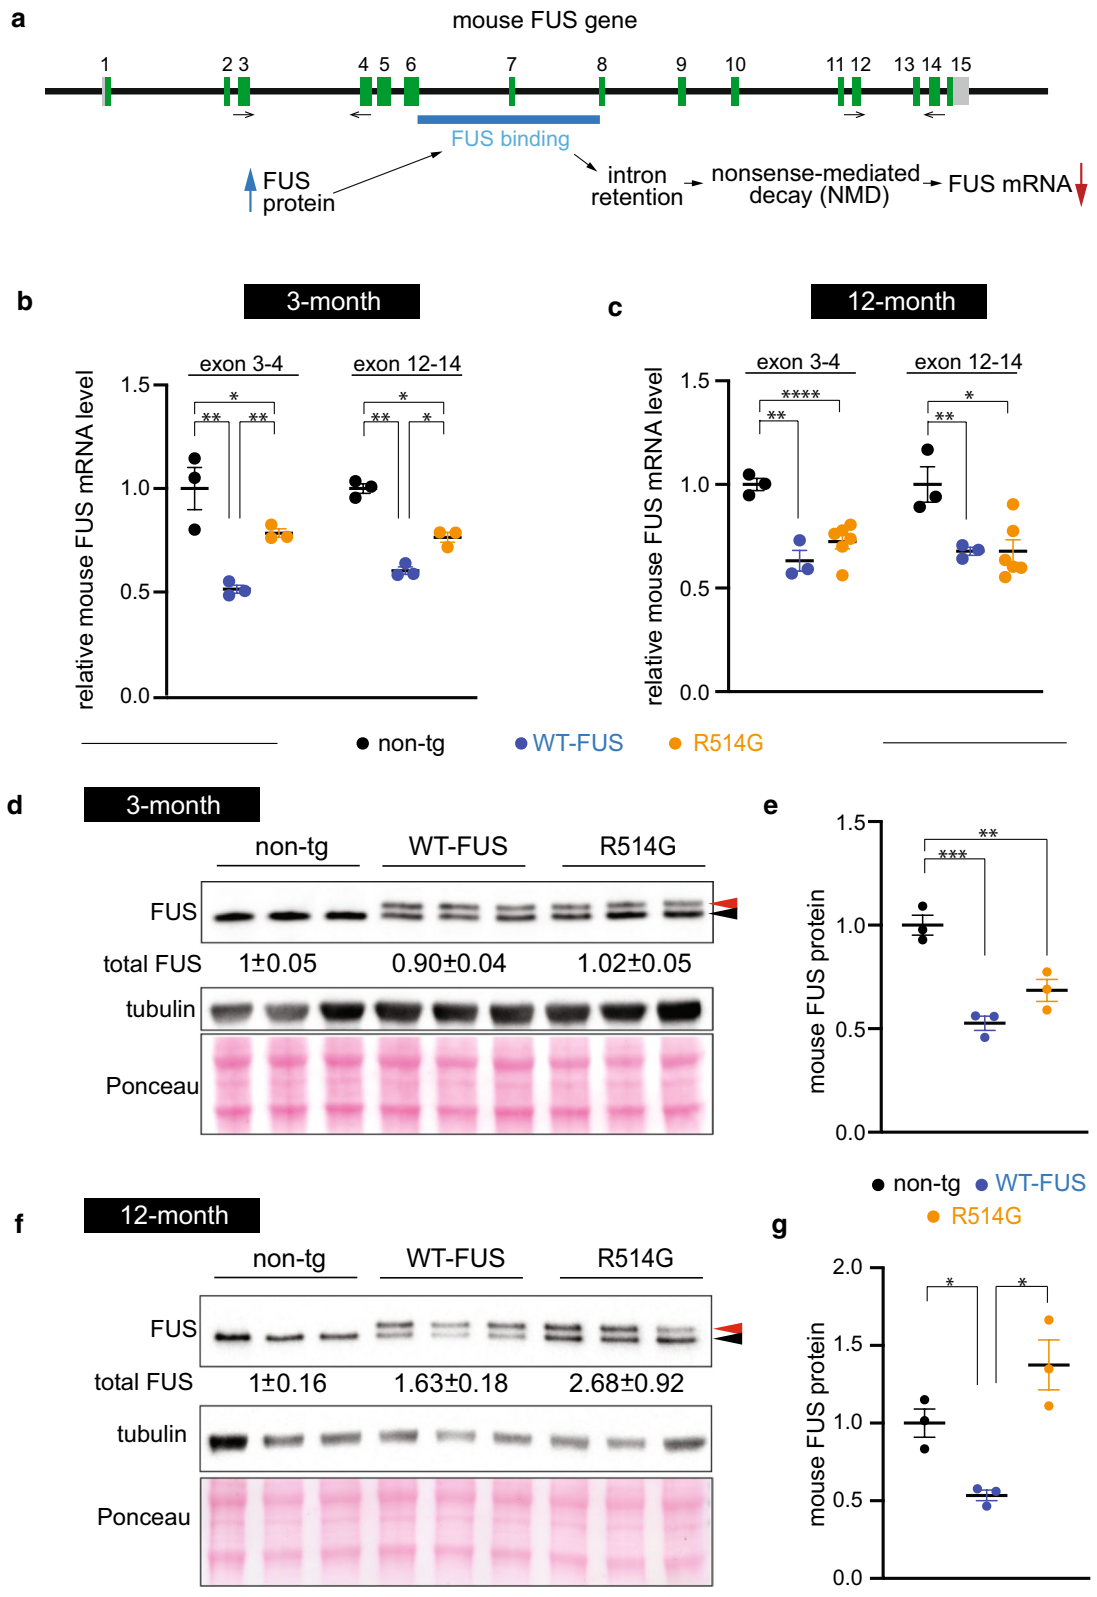 a
mouse FUS gene
1 2 3 4 5 6 7 8 9 10 11 12 13 14 15
FUS binding
FUS protein
intron retention
nonsense-mediated decay (NMD)
FUS mRNA
b
3-month
relative mouse FUS mRNA level
exon 3-4
exon 12-14
* ** **
* ** *
1.5
1.0
0.5
0.0
c
12-month
relative mouse FUS mRNA level
exon 3-4
exon 12-14
**** **
* **
1.5
1.0
0.5
0.0
non-tg WT-FUS R514G
d
3-month
non-tg WT-FUS R514G
FUS
total FUS 1±0.05 0.90±0.04 1.02±0.05
tubulin
Ponceau
e
mouse FUS protein
** ***
1.5
1.0
0.5
0.0
non-tg WT-FUS
R514G
f
12-month
non-tg WT-FUS R514G
FUS
total FUS 1±0.16 1.63±0.18 2.68±0.92
tubulin
Ponceau
g
mouse FUS protein
* *
2.0
1.5
1.0
0.5
0.0